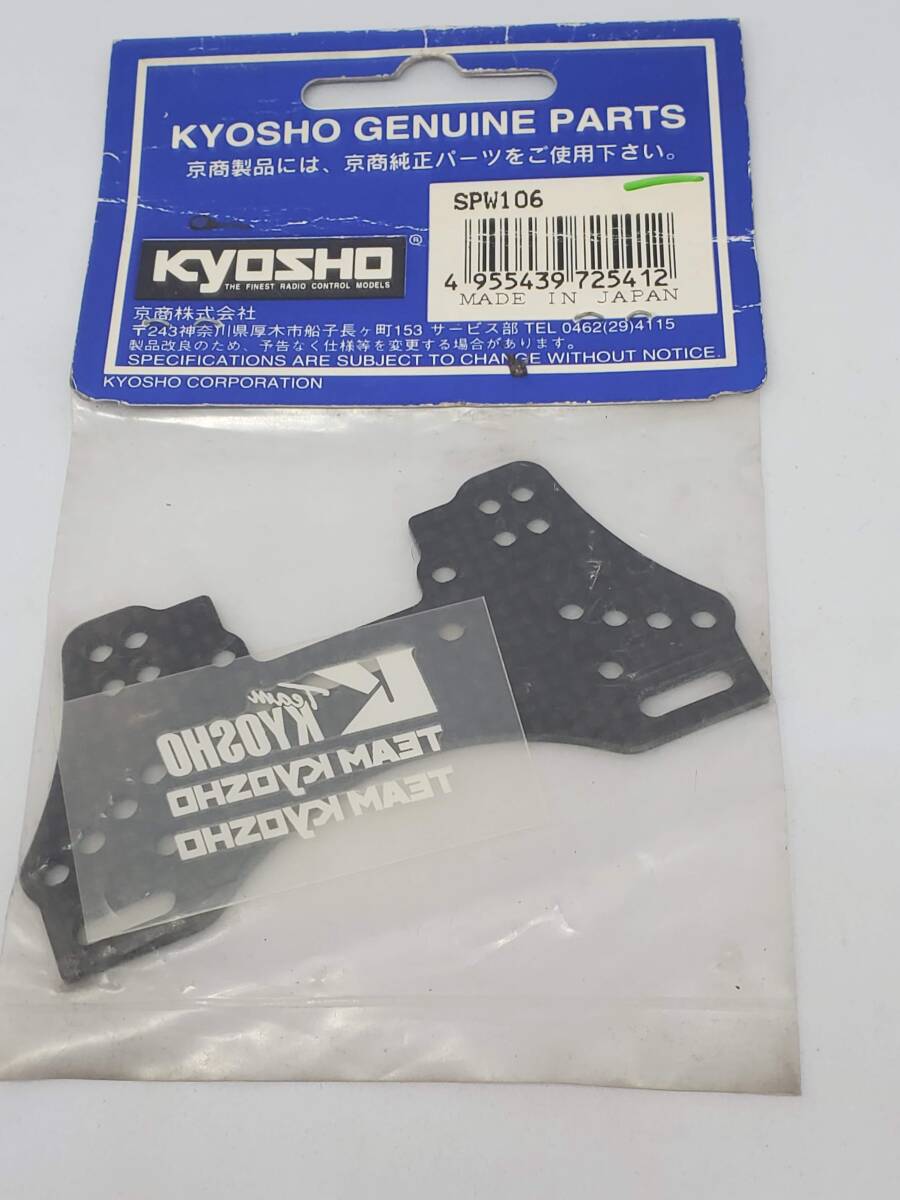 KYOSHO GENUINE PARTS
京商製品には、京商純正パーツをご使用下さい。
SPW106
4 955439 725412
MADE IN JAPAN
KYOSHO ®
THE FINEST RADIO CONTROL MODELS
京商株式会社
〒243神奈川県厚木市船子長ヶ町153 サービス部 TEL 0462(29)4115
製品改良のため、予告なく仕様等を変更する場合があります。
SPECIFICATIONS ARE SUBJECT TO CHANGE WITHOUT NOTICE.
KYOSHO CORPORATION
K
Team
KYOSHO
TEAM KYOSHO
TEAM KYOSHO